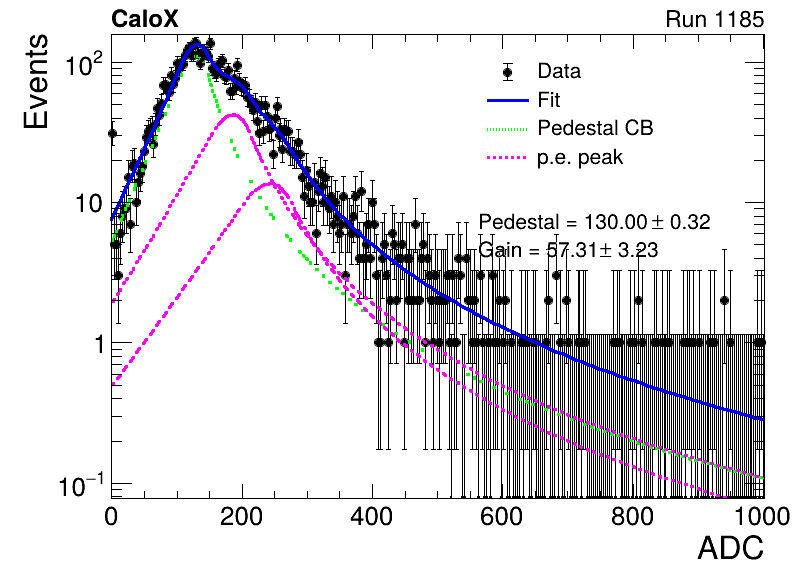 CaloX
Run 1185
Events
Data
Fit
Pedestal CB
p.e. peak
Pedestal = 130.00 ± 0.32
Gain = 57.31 ± 3.23
10²
10
1
10⁻¹
0 200 400 600 800 1000
ADC